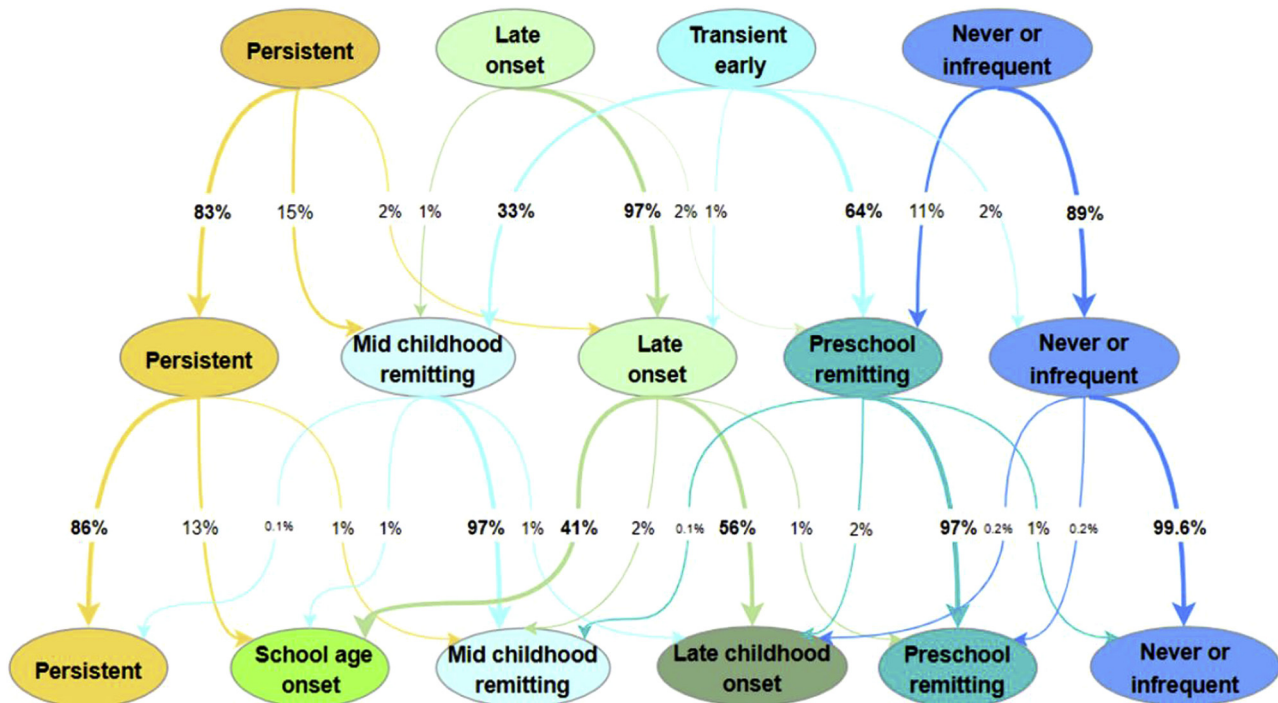 Persistent
Late
onset
Transient
early
Never or
infrequent
83%
15%
2%
1%
33%
97%
2%
1%
64%
11%
2%
89%
Persistent
Mid childhood
remitting
Late
onset
Preschool
remitting
Never or
infrequent
86%
13%
0.1%
1%
1%
97%
1%
41%
2%
0.1%
56%
1%
2%
97%
0.2%
1%
0.2%
99.6%
Persistent
School age
onset
Mid childhood
remitting
Late childhood
onset
Preschool
remitting
Never or
infrequent